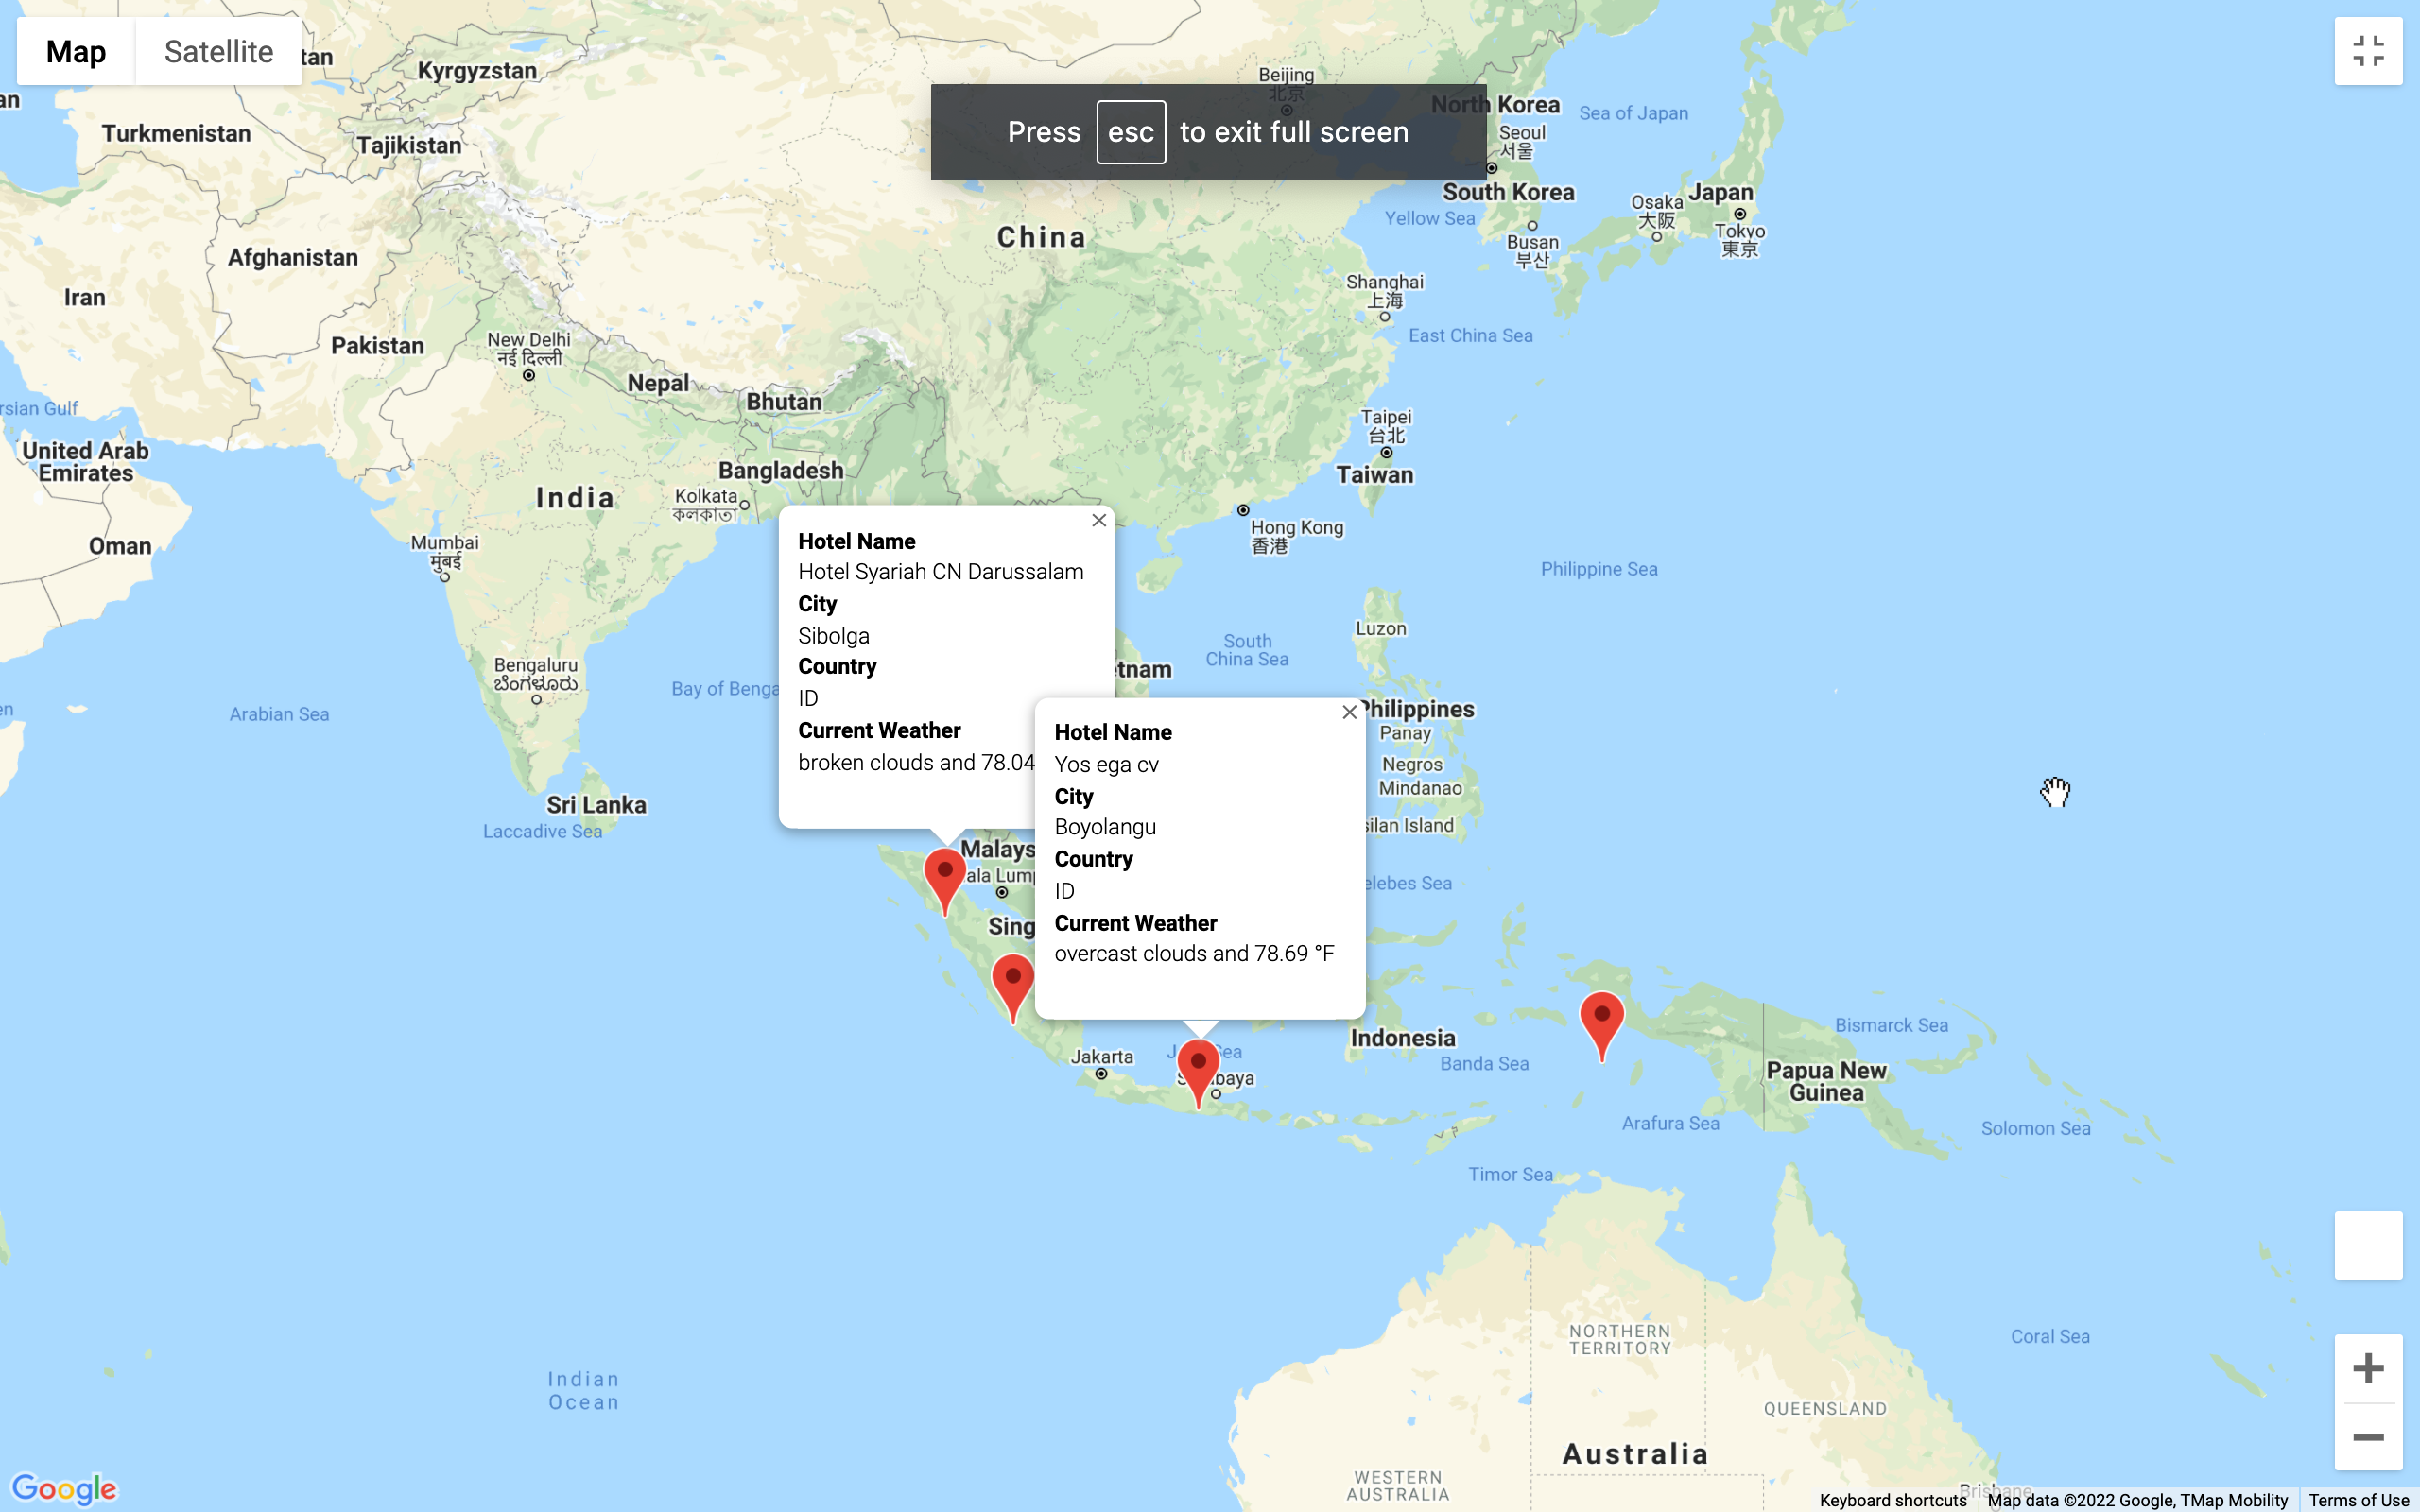 Map
Satellite
Press esc to exit full screen
Kyrgyzstan
Beijing
北京
North Korea
Sea of Japan
Turkmenistan
Tajikistan
Seoul
서울
South Korea
Japan
Osaka
大阪
Tokyo
東京
Yellow Sea
Busan
부산
China
Afghanistan
Iran
Shanghai
上海
East China Sea
Pakistan
New Delhi
नई दिल्ली
Nepal
Bhutan
rsian Gulf
United Arab
Emirates
Taipei
台北
Taiwan
Bangladesh
India
Kolkata
কলকাতা
Hong Kong
香港
Oman
Mumbai
मुंबई
Philippine Sea
Hotel Name
Hotel Syariah CN Darussalam
City
Sibolga
Country
ID
Current Weather
broken clouds and 78.04
Luzon
South
China Sea
etnam
Bengaluru
ಬೆಂಗಳೂರು
Bay of Benga
Arabian Sea
Philippines
Panay
Negros
Mindanao
silan Island
elebes Sea
Hotel Name
Yos ega cv
City
Boyolangu
Country
ID
Current Weather
overcast clouds and 78.69 °F
Sri Lanka
Laccadive Sea
Malays
ala Lump
Sing
Indonesia
Banda Sea
Bismarck Sea
Jakarta
Papua New
Guinea
Arafura Sea
Solomon Sea
Timor Sea
NORTHERN
TERRITORY
Coral Sea
Indian
Ocean
QUEENSLAND
Australia
WESTERN
AUSTRALIA
Brisbane
Google
Keyboard shortcuts
Map data ©2022 Google, TMap Mobility
Terms of Use